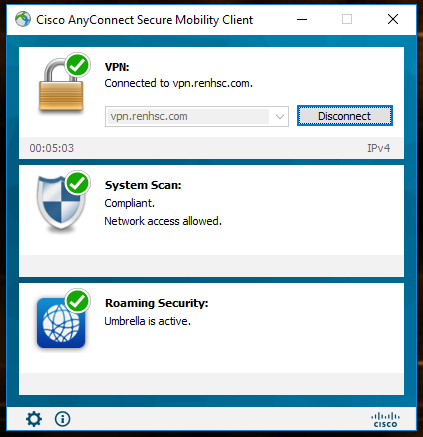 Cisco AnyConnect Secure Mobility Client
VPN:
Connected to vpn.renhsc.com.
vpn.renhsc.com
Disconnect
00:05:03
IPv4
System Scan:
Compliant.
Network access allowed.
Roaming Security:
Umbrella is active.
CISCO